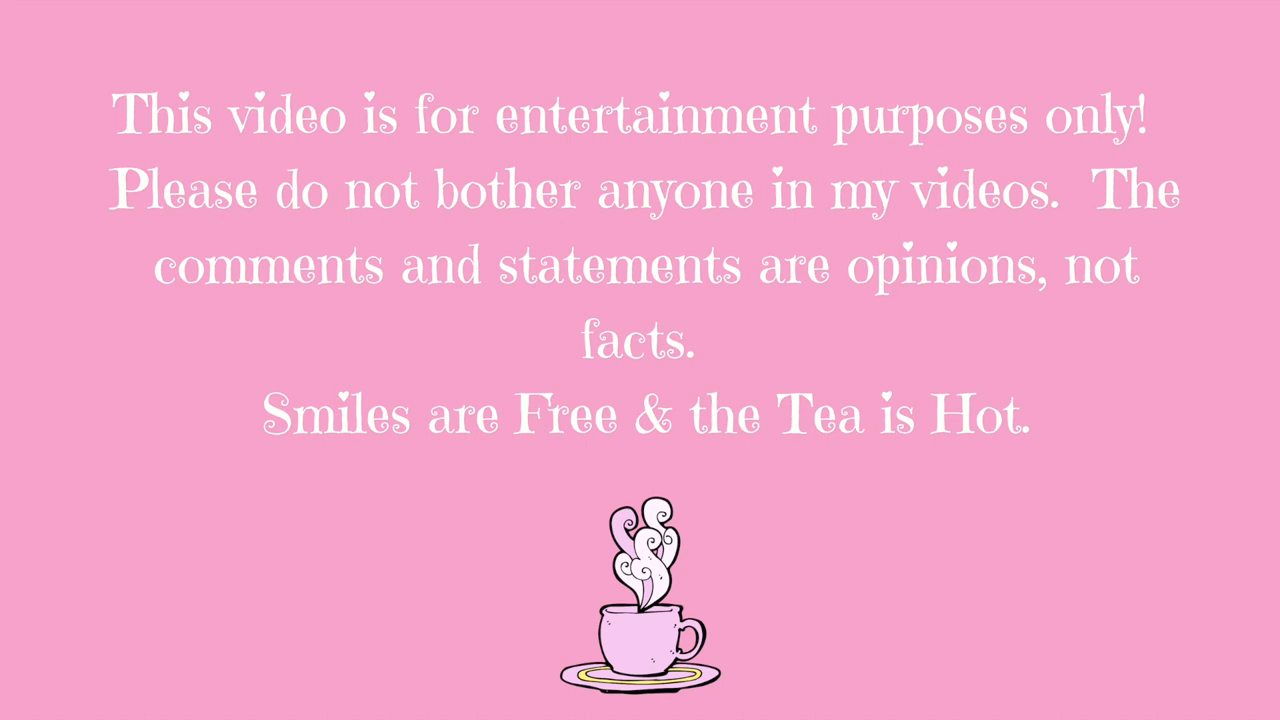 This video is for entertainment purposes only!
Please do not bother anyone in my videos.  The
comments and statements are opinions, not
facts.
Smiles are Free & the Tea is Hot.